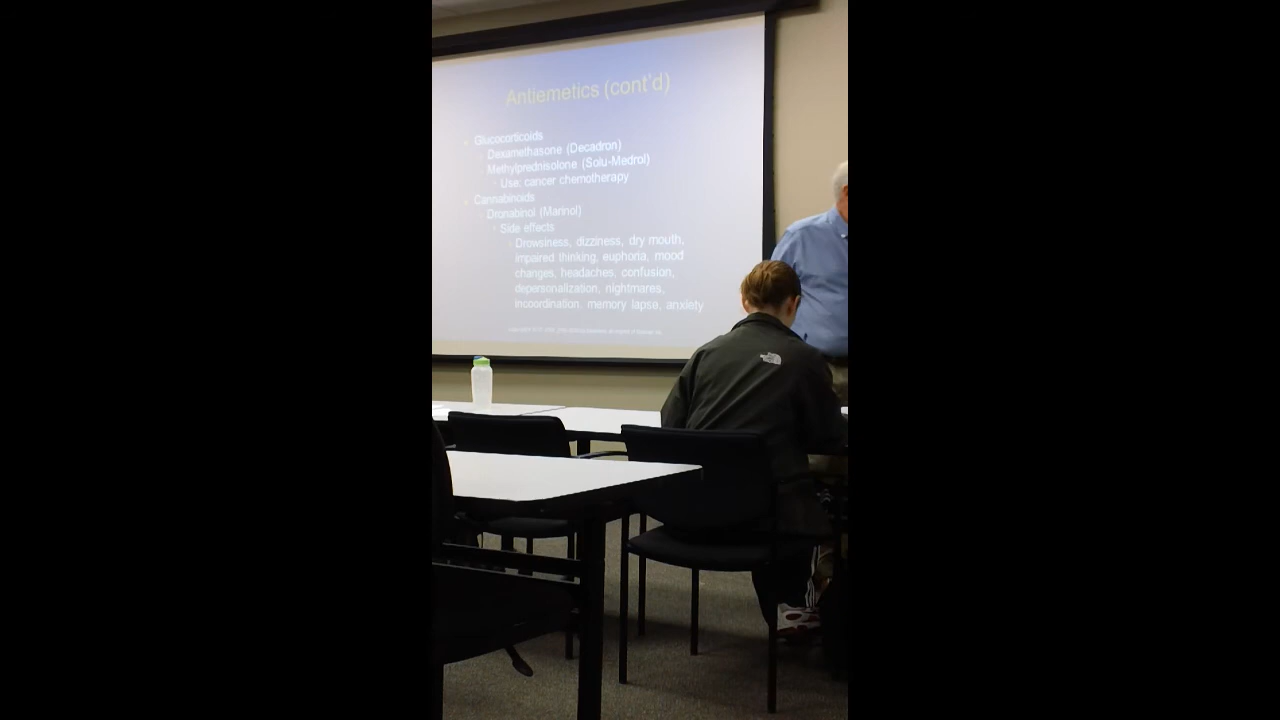 Antiemetics (cont'd)
Glucocorticoids
Dexamethasone (Decadron)
Methylprednisolone (Solu-Medrol)
Use: cancer chemotherapy
Cannabinoids
Dronabinol (Marinol)
Side effects
Drowsiness, dizziness, dry mouth,
impaired thinking, euphoria, mood
changes, headaches, confusion,
depersonalization, nightmares,
incoordination, memory lapse, anxiety